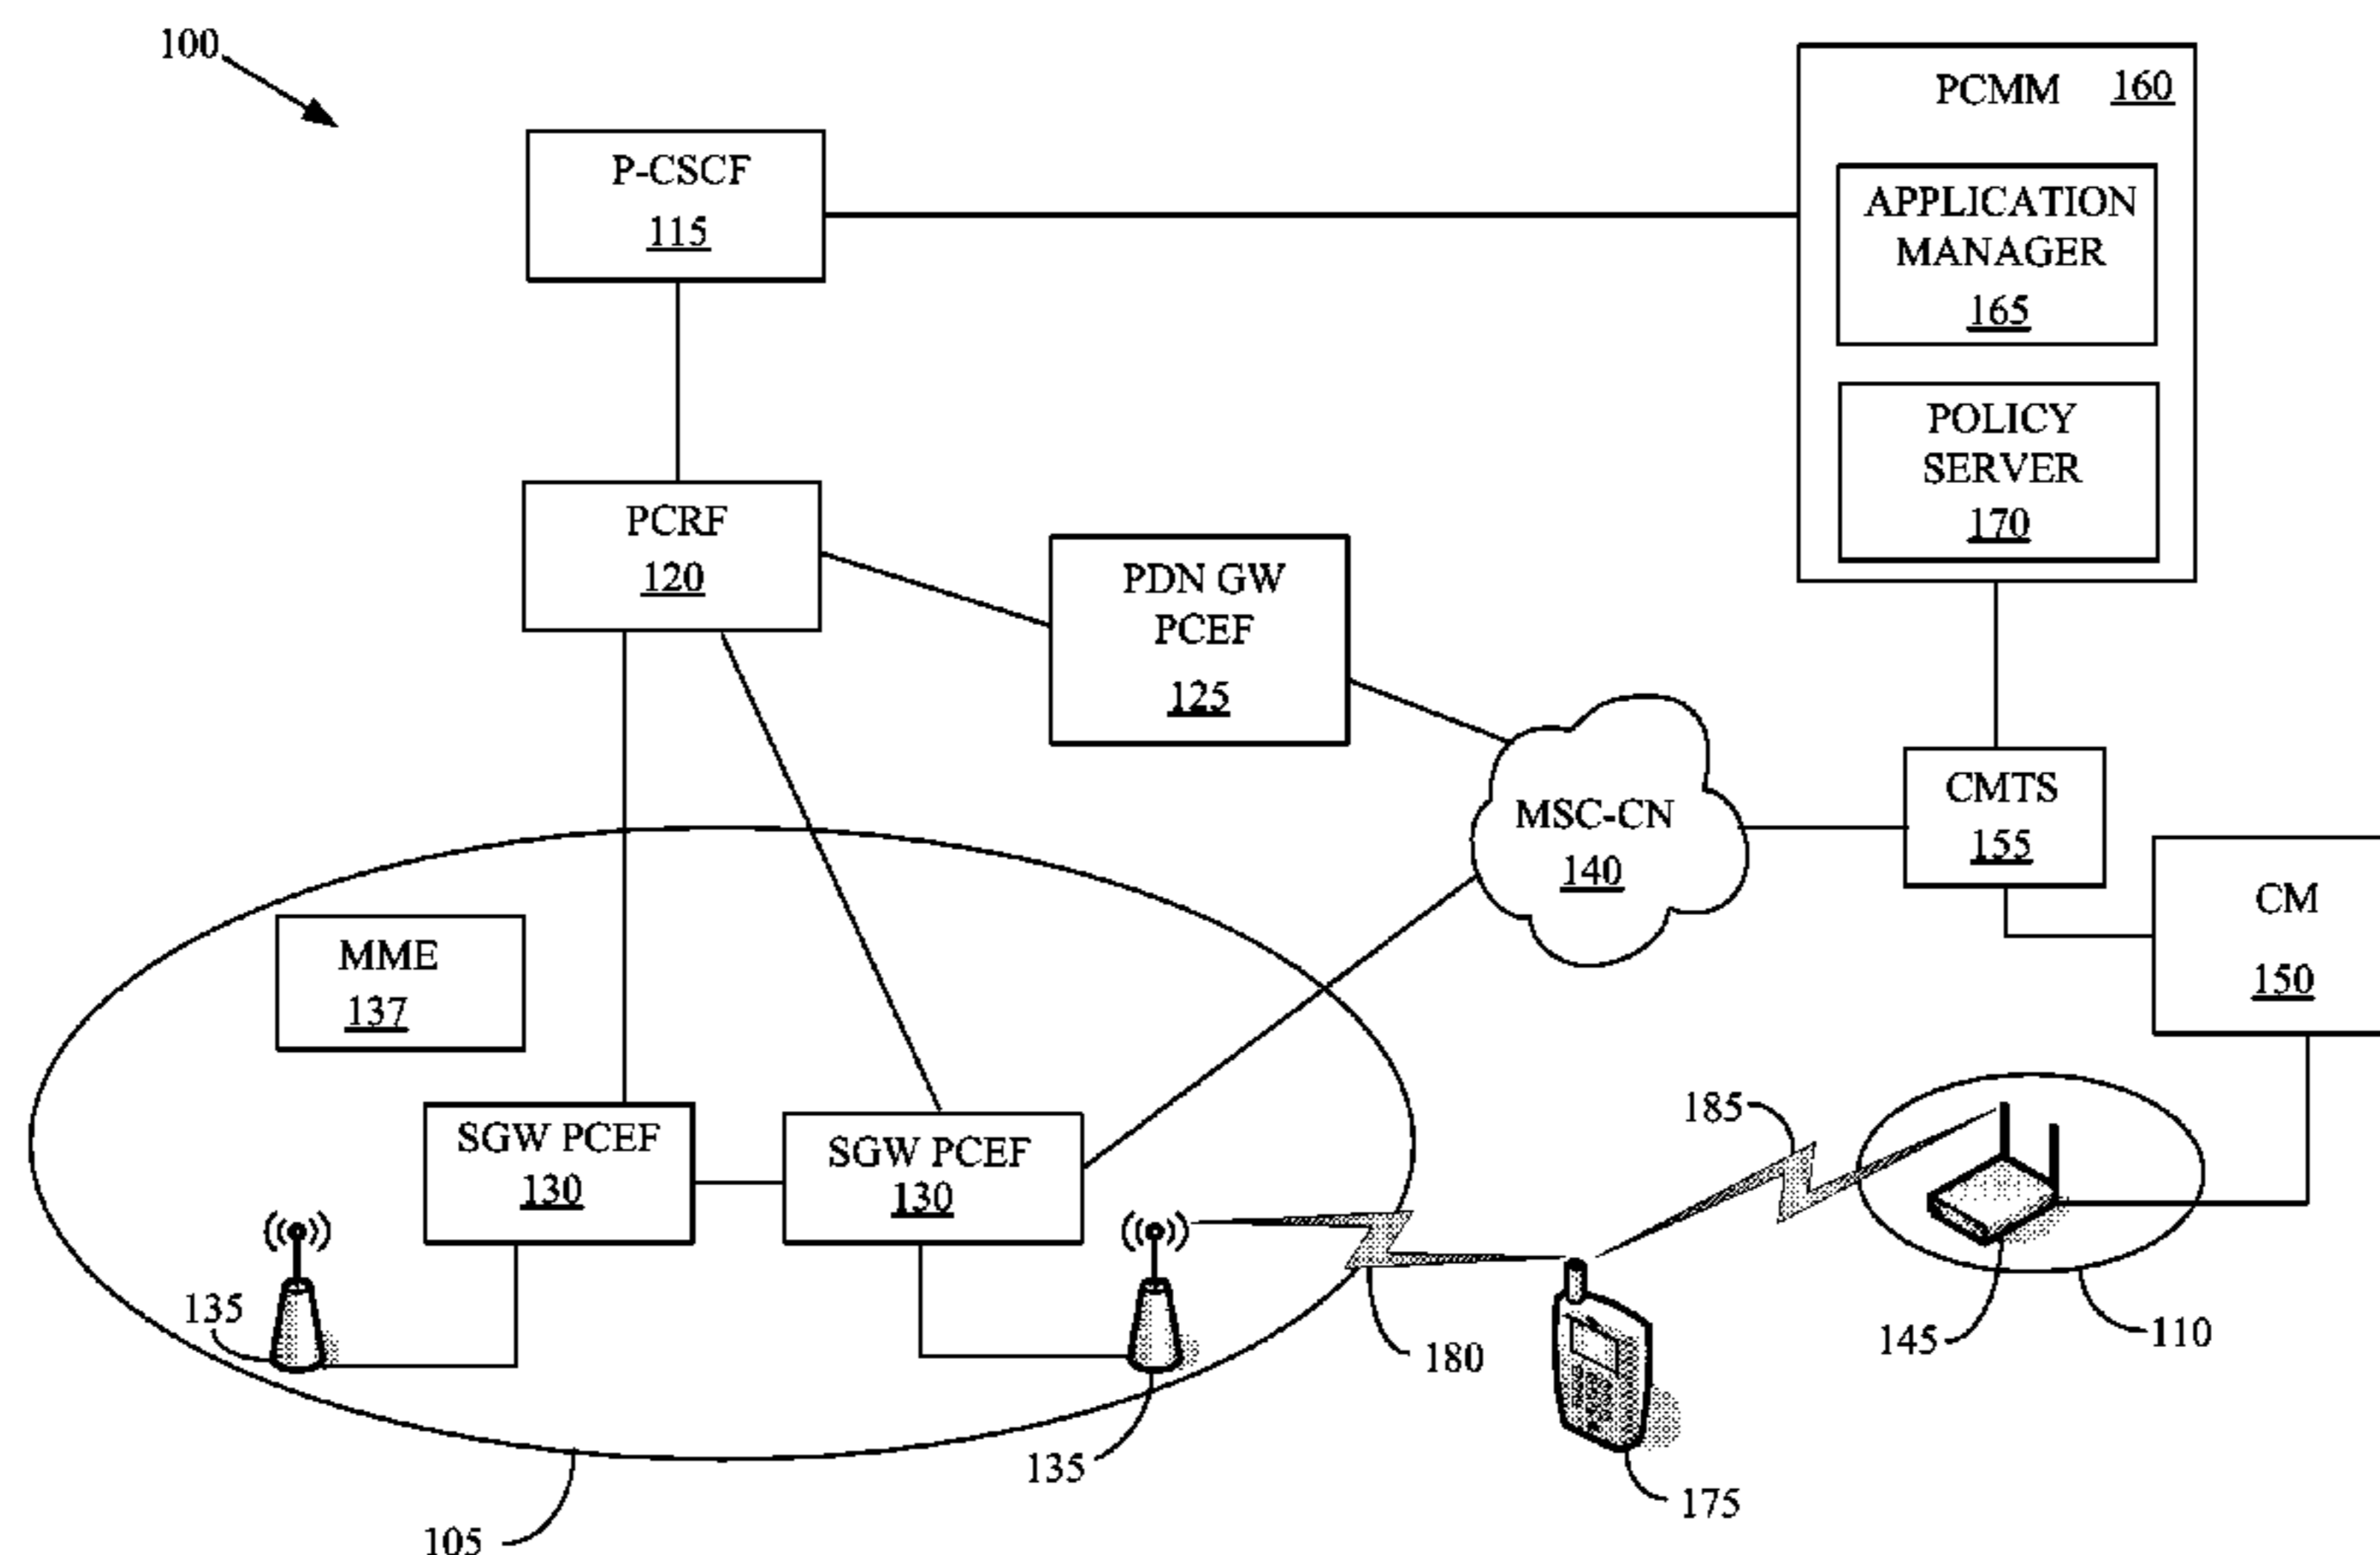 100
PCMM 160
P-CSCF
115
APPLICATION
MANAGER
165
POLICY
SERVER
170
PCRF
120
PDN GW
PCEF
125
CMTS
155
MSC-CN
140
CM
150
MME
137
SGW PCEF
130
SGW PCEF
130
185
135
180
145
110
135
175
105